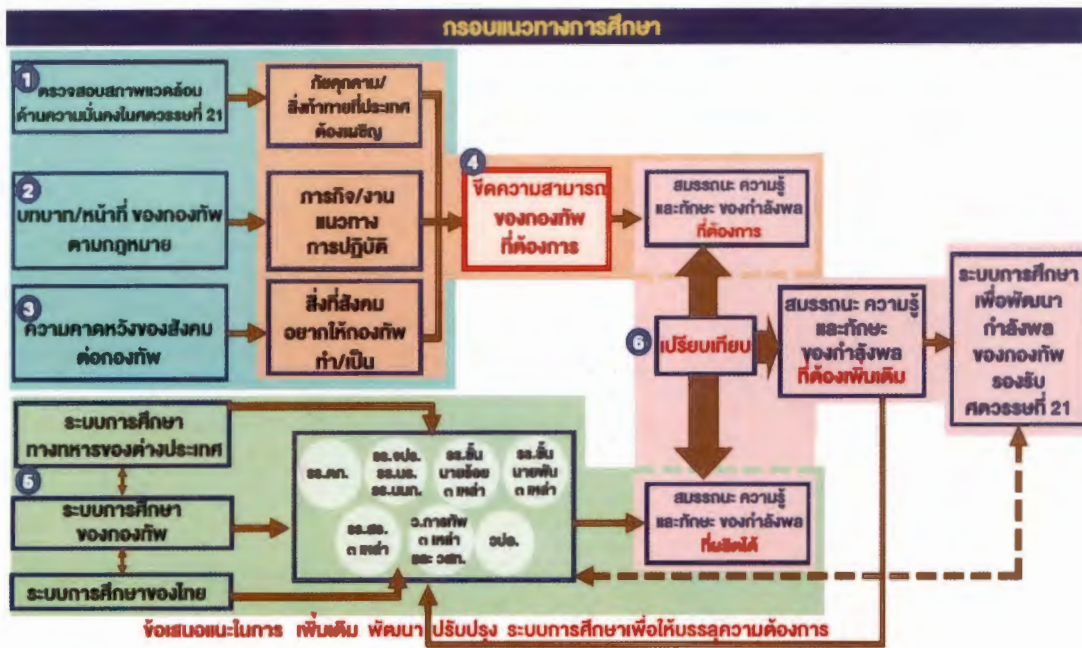 กรอบแนวทางการศึกษา
1
ตรวจสอบสภาพแวดล้อม
ด้านความมั่นคงในศตวรรษที่ 21
ภัยคุกคาม/
สิ่งท้าทายที่ประเทศ
ต้องเผชิญ
2
บทบาท/หน้าที่ ของกองทัพ
ตามกฎหมาย
ภารกิจ/งาน
แนวทาง
การปฏิบัติ
3
ความคาดหวังของสังคม
ต่อกองทัพ
สิ่งที่สังคม
อยากให้กองทัพ
ทำ/เป็น
4
ขีดความสามารถ
ของกองทัพ
ที่ต้องการ
สมรรถนะ ความรู้
และทักษะ ของกำลังพล
ที่ต้องการ
6
เปรียบเทียบ
สมรรถนะ ความรู้
และทักษะ
ของกำลังพล
ที่ต้องเพิ่มเติม
ระบบการศึกษา
เพื่อพัฒนา
กำลังพล
ของกองทัพ
รองรับ
ศตวรรษที่ 21
5
ระบบการศึกษา
ทางทหารของต่างประเทศ
ระบบการศึกษา
ของกองทัพ
ระบบการศึกษาของไทย
รร.ตท.
รร.จปร.
รร.นร.
รร.นนก.
รร.ชั้น
นายร้อย
๓ เหล่า
รร.ชั้น
นายพัน
๓ เหล่า
รร.สธ.
๓ เหล่า
ว.การทัพ
๓ เหล่า
และ วสท.
วปอ.
สมรรถนะ ความรู้
และทักษะ ของกำลังพล
ที่ผลิตได้
ข้อเสนอแนะในการ เพิ่มเติม พัฒนา ปรับปรุง ระบบการศึกษาเพื่อให้บรรลุความต้องการ